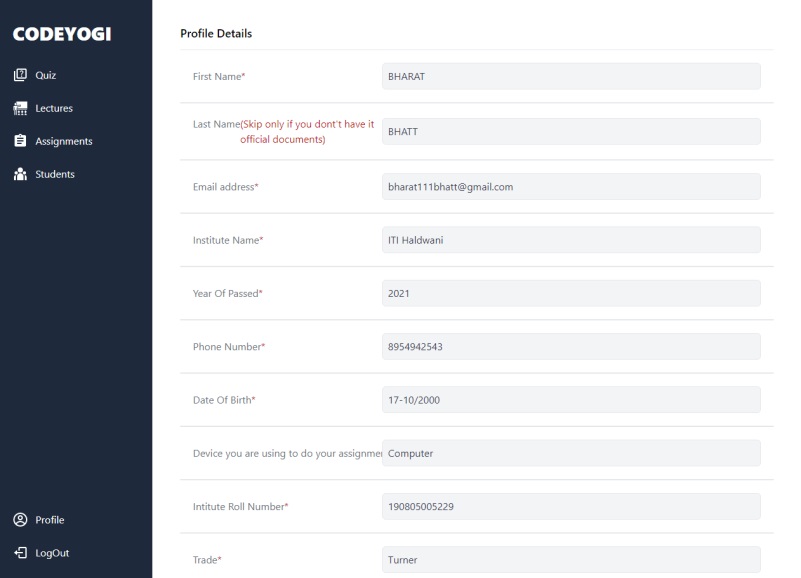 CODEYOGI
Quiz
Lectures
Assignments
Students
Profile
LogOut
Profile Details
First Name*
BHARAT
Last Name(Skip only if you dont't have it
official documents)
BHATT
Email address*
bharat111bhatt@gmail.com
Institute Name*
ITI Haldwani
Year Of Passed*
2021
Phone Number*
8954942543
Date Of Birth*
17-10/2000
Device you are using to do your assignme
Computer
Intitute Roll Number*
190805005229
Trade*
Turner